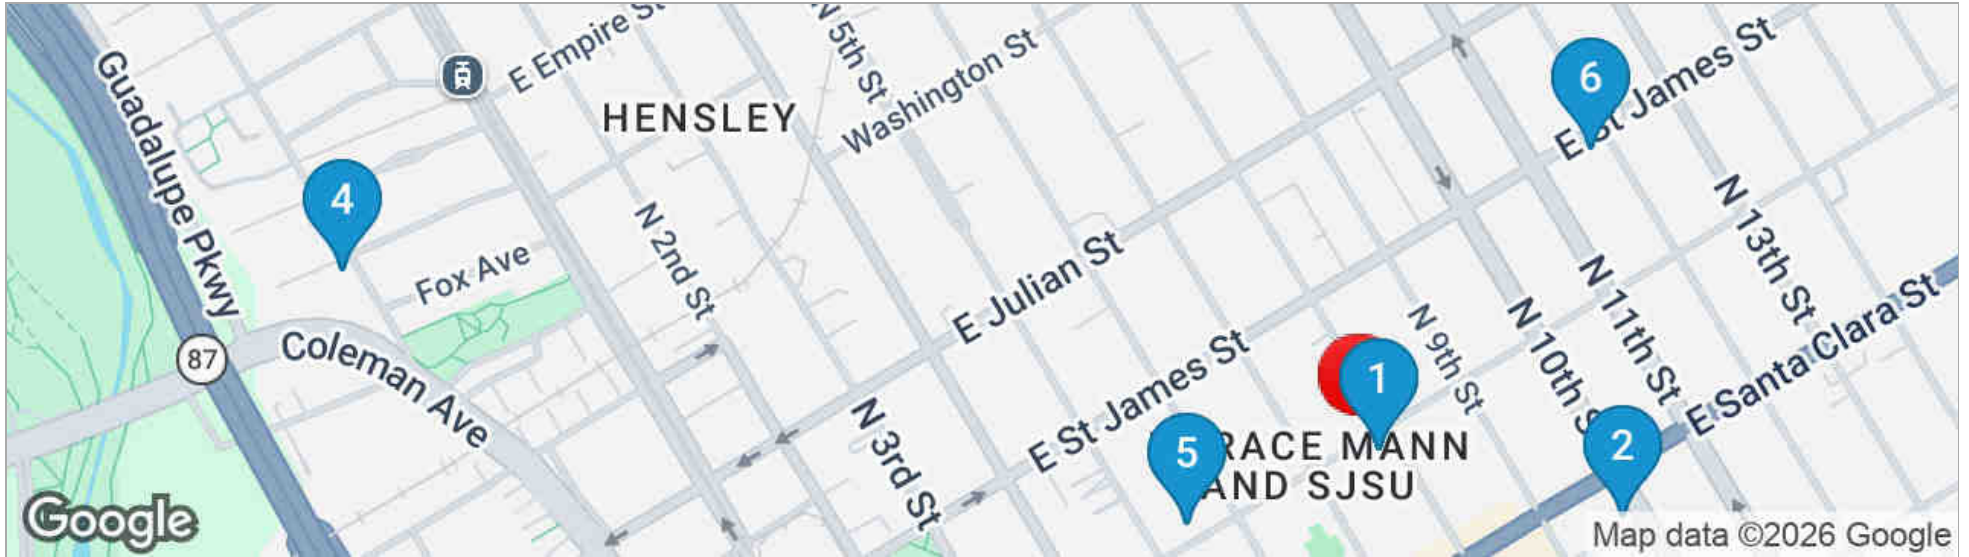 Guadalupe Pkwy
E Empire St
N 5th St
HENSLEY
Washington St
6
E St James St
4
N 2nd St
Fox Ave
N 13th St
E Julian St
N 11th St
N 10th S
N 9th St
E Santa Clara St
87
Coleman Ave
E St James St
1
N 3rd St
5
RACE MANN
AND SJSU
2
Google
Map data ©2026 Google